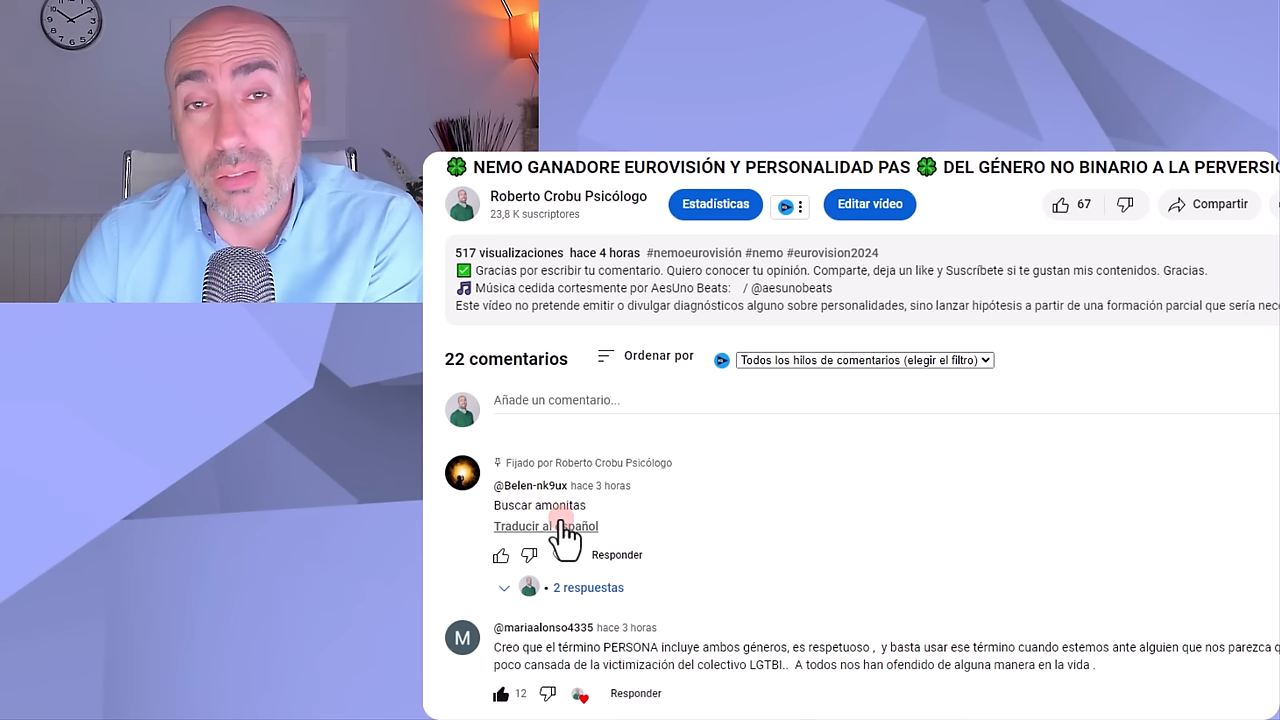 🍀 NEMO GANADORE EUROVISIÓN Y PERSONALIDAD PAS 🍀 DEL GÉNERO NO BINARIO A LA PERVERSIÓ
Roberto Crobu Psicólogo
23,8 K suscriptores
Estadísticas
Editar vídeo
67
Compartir
517 visualizaciones hace 4 horas #nemoeurovisión #nemo #eurovision2024
✅ Gracias por escribir tu comentario. Quiero conocer tu opinión. Comparte, deja un like y Suscríbete si te gustan mis contenidos. Gracias.
🎵 Música cedida cortesmente por AesUno Beats: / @aesunobeats
Este vídeo no pretende emitir o divulgar diagnósticos alguno sobre personalidades, sino lanzar hipótesis a partir de una formación parcial que sería nec
22 comentarios
Ordenar por
Todos los hilos de comentarios (elegir el filtro)
Añade un comentario...
Fijado por Roberto Crobu Psicólogo
@Belen-nk9ux hace 3 horas
Buscar amonitas
Traducir al español
Responder
• 2 respuestas
M
@mariaalonso4335 hace 3 horas
Creo que el término PERSONA incluye ambos géneros, es respetuoso , y basta usar ese término cuando estemos ante alguien que nos parezca q
poco cansada de la victimización del colectivo LGTBI.. A todos nos han ofendido de alguna manera en la vida .
12
Responder